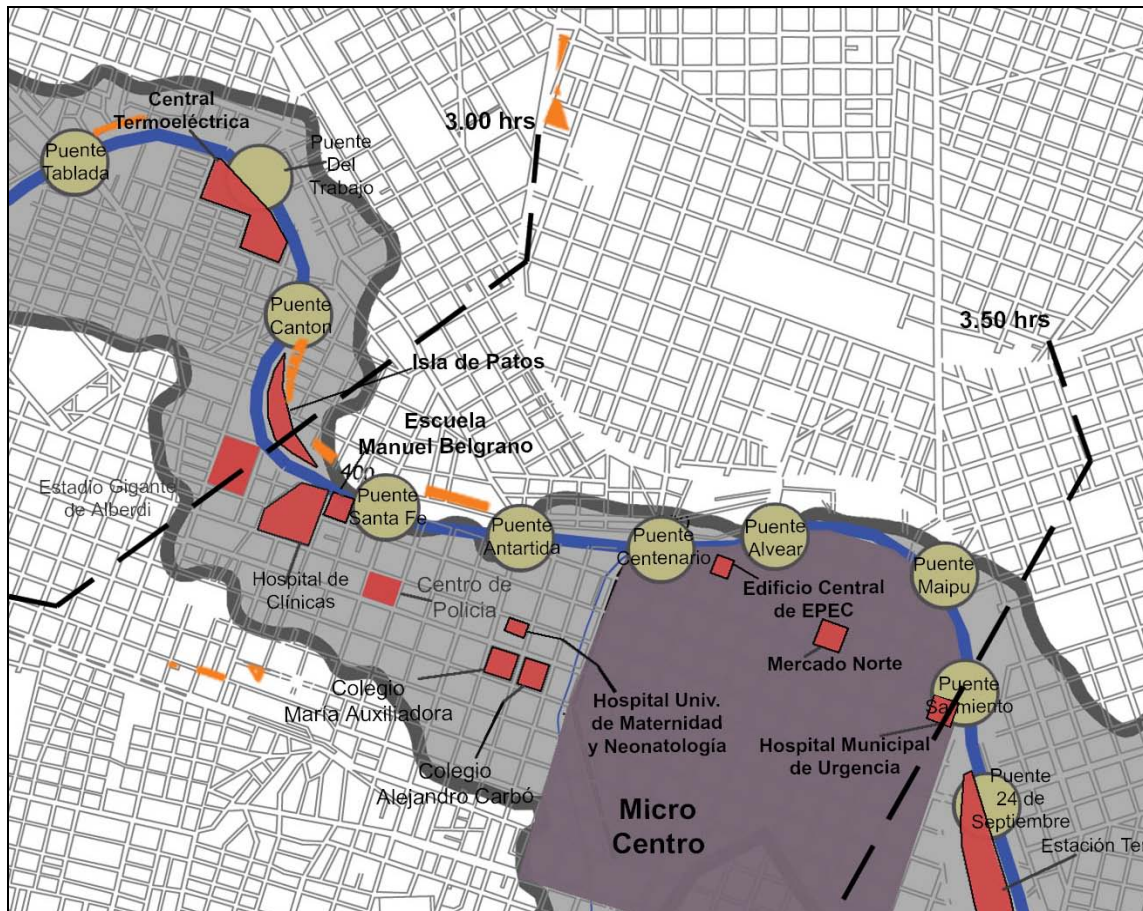 Central
Termoeléctrica
Puente
Tablada
Puente
Del
Trabajo
3.00 hrs
Puente
Canton
3.50 hrs
Isla de Patos
Escuela
Manuel Belgrano
Estadio Gigante
de Alberdi
Puente
Santa Fe
Puente
Antartida
Puente
Centenario
Puente
Alvear
Puente
Maipu
Hospital de
Clínicas
Centro de
Policia
Edificio Central
de EPEC
Mercado Norte
Colegio
María Auxiliadora
Hospital Univ.
de Maternidad
y Neonatología
Puente
Sarmiento
Hospital Municipal
de Urgencia
Colegio
Alejandro Carbó
Puente
24 de
Septiembre
Micro
Centro
Estación Ter